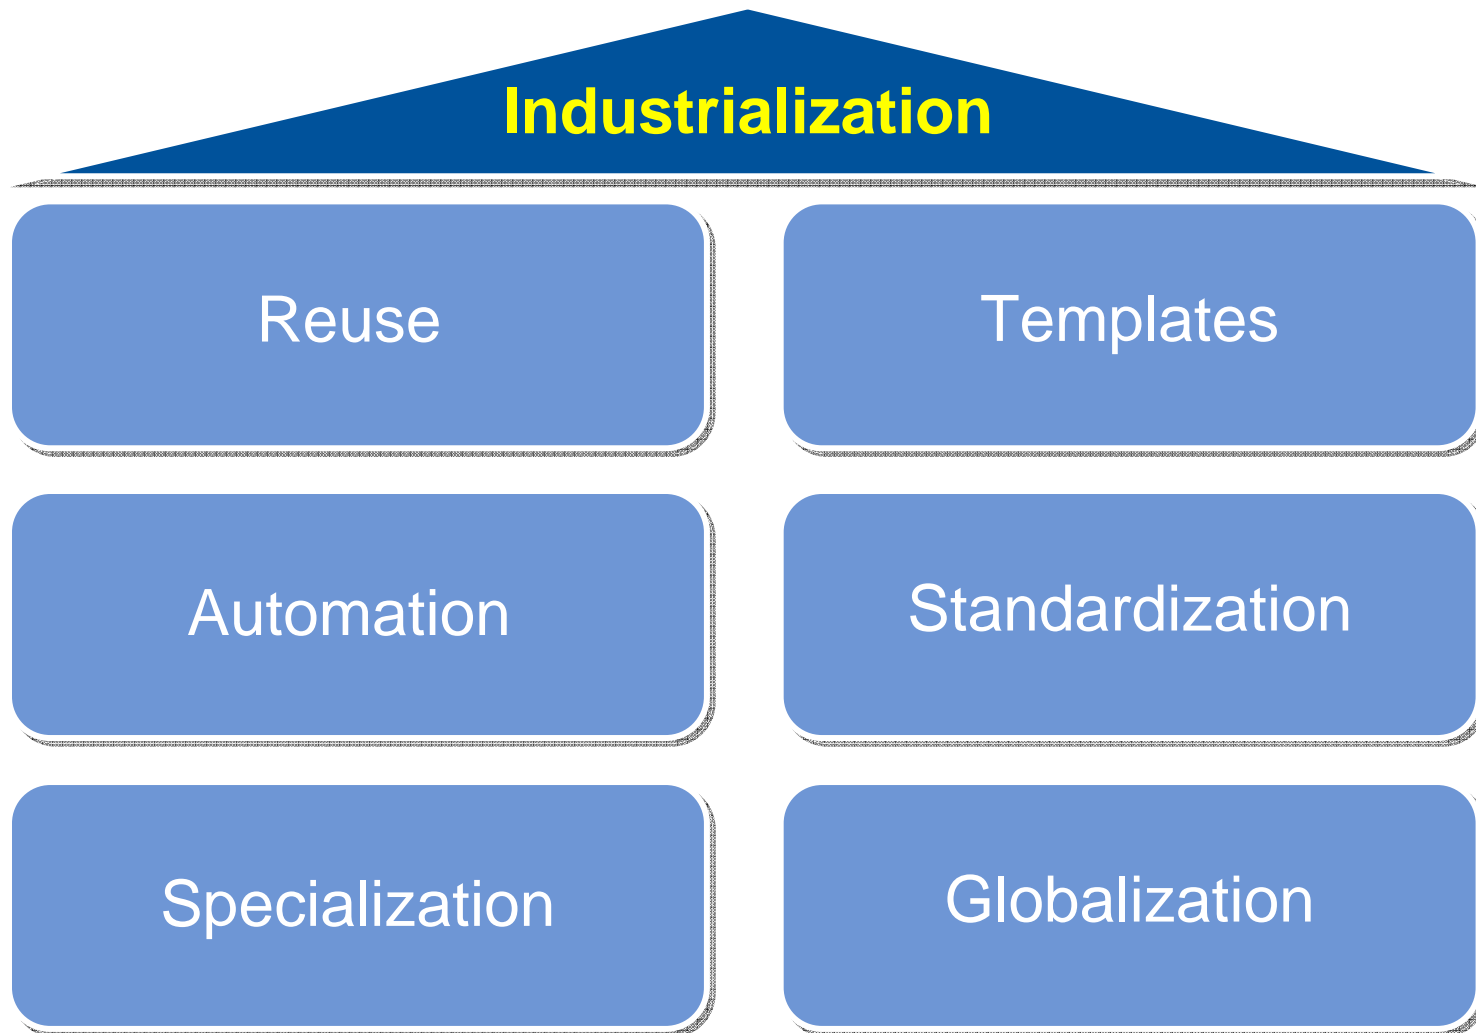 Industrialization
Reuse
Templates
Automation
Standardization
Specialization
Globalization